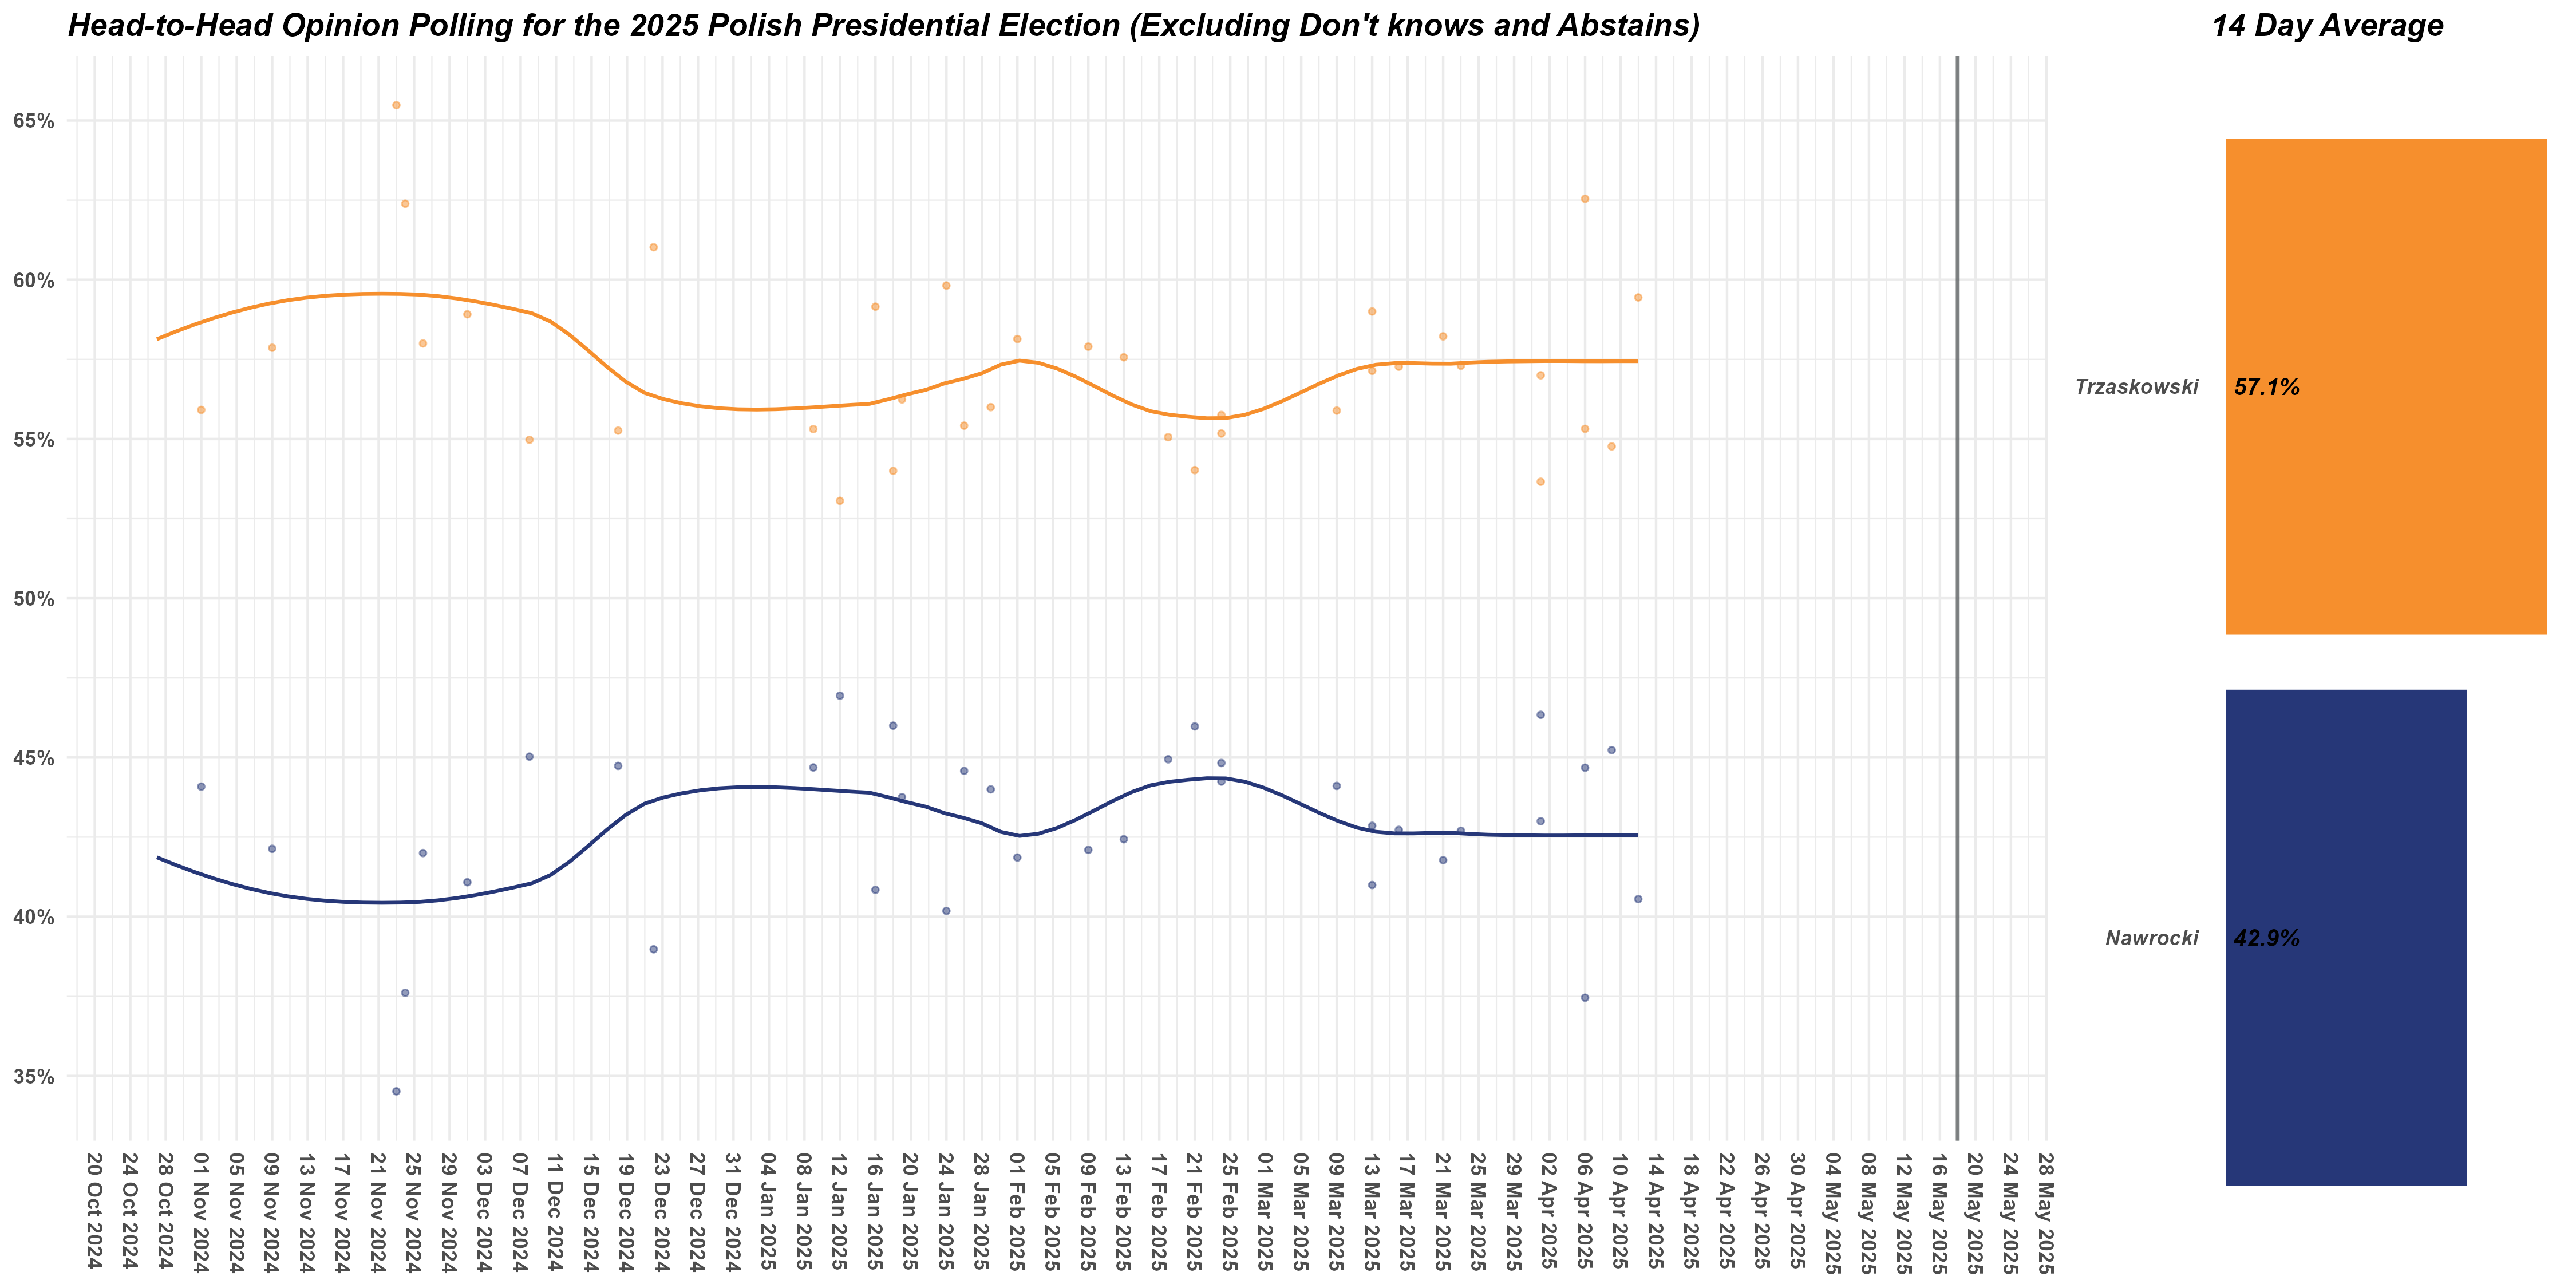 Head-to-Head Opinion Polling for the 2025 Polish Presidential Election (Excluding Don't knows and Abstains)
14 Day Average
65%
60%
55%
50%
45%
40%
35%
20 Oct 2024
24 Oct 2024
28 Oct 2024
01 Nov 2024
05 Nov 2024
09 Nov 2024
13 Nov 2024
17 Nov 2024
21 Nov 2024
25 Nov 2024
29 Nov 2024
03 Dec 2024
07 Dec 2024
11 Dec 2024
15 Dec 2024
19 Dec 2024
23 Dec 2024
27 Dec 2024
31 Dec 2024
04 Jan 2025
08 Jan 2025
12 Jan 2025
16 Jan 2025
20 Jan 2025
24 Jan 2025
28 Jan 2025
01 Feb 2025
05 Feb 2025
09 Feb 2025
13 Feb 2025
17 Feb 2025
21 Feb 2025
25 Feb 2025
01 Mar 2025
05 Mar 2025
09 Mar 2025
13 Mar 2025
17 Mar 2025
21 Mar 2025
25 Mar 2025
29 Mar 2025
02 Apr 2025
06 Apr 2025
10 Apr 2025
14 Apr 2025
18 Apr 2025
22 Apr 2025
26 Apr 2025
30 Apr 2025
04 May 2025
08 May 2025
12 May 2025
16 May 2025
20 May 2025
24 May 2025
28 May 2025
Trzaskowski
57.1%
Nawrocki
42.9%